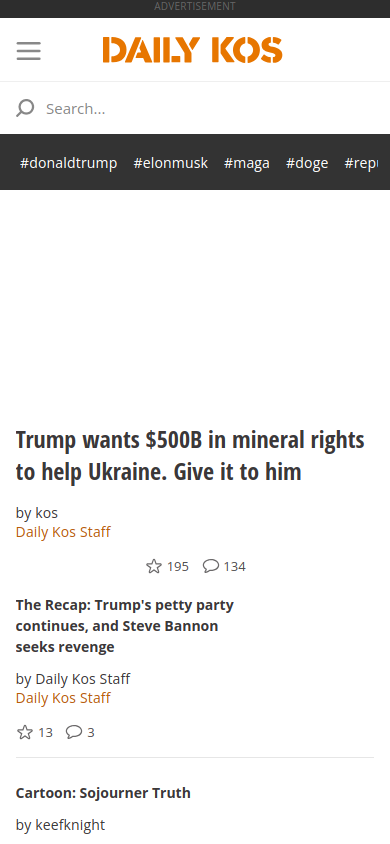 ADVERTISEMENT
DAILY KOS
Search...
#donaldtrump #elonmusk #maga #doge #repu
Trump wants $500B in mineral rights
to help Ukraine. Give it to him
by kos
Daily Kos Staff
195 134
The Recap: Trump's petty party
continues, and Steve Bannon
seeks revenge
by Daily Kos Staff
Daily Kos Staff
13 3
Cartoon: Sojourner Truth
by keefknight